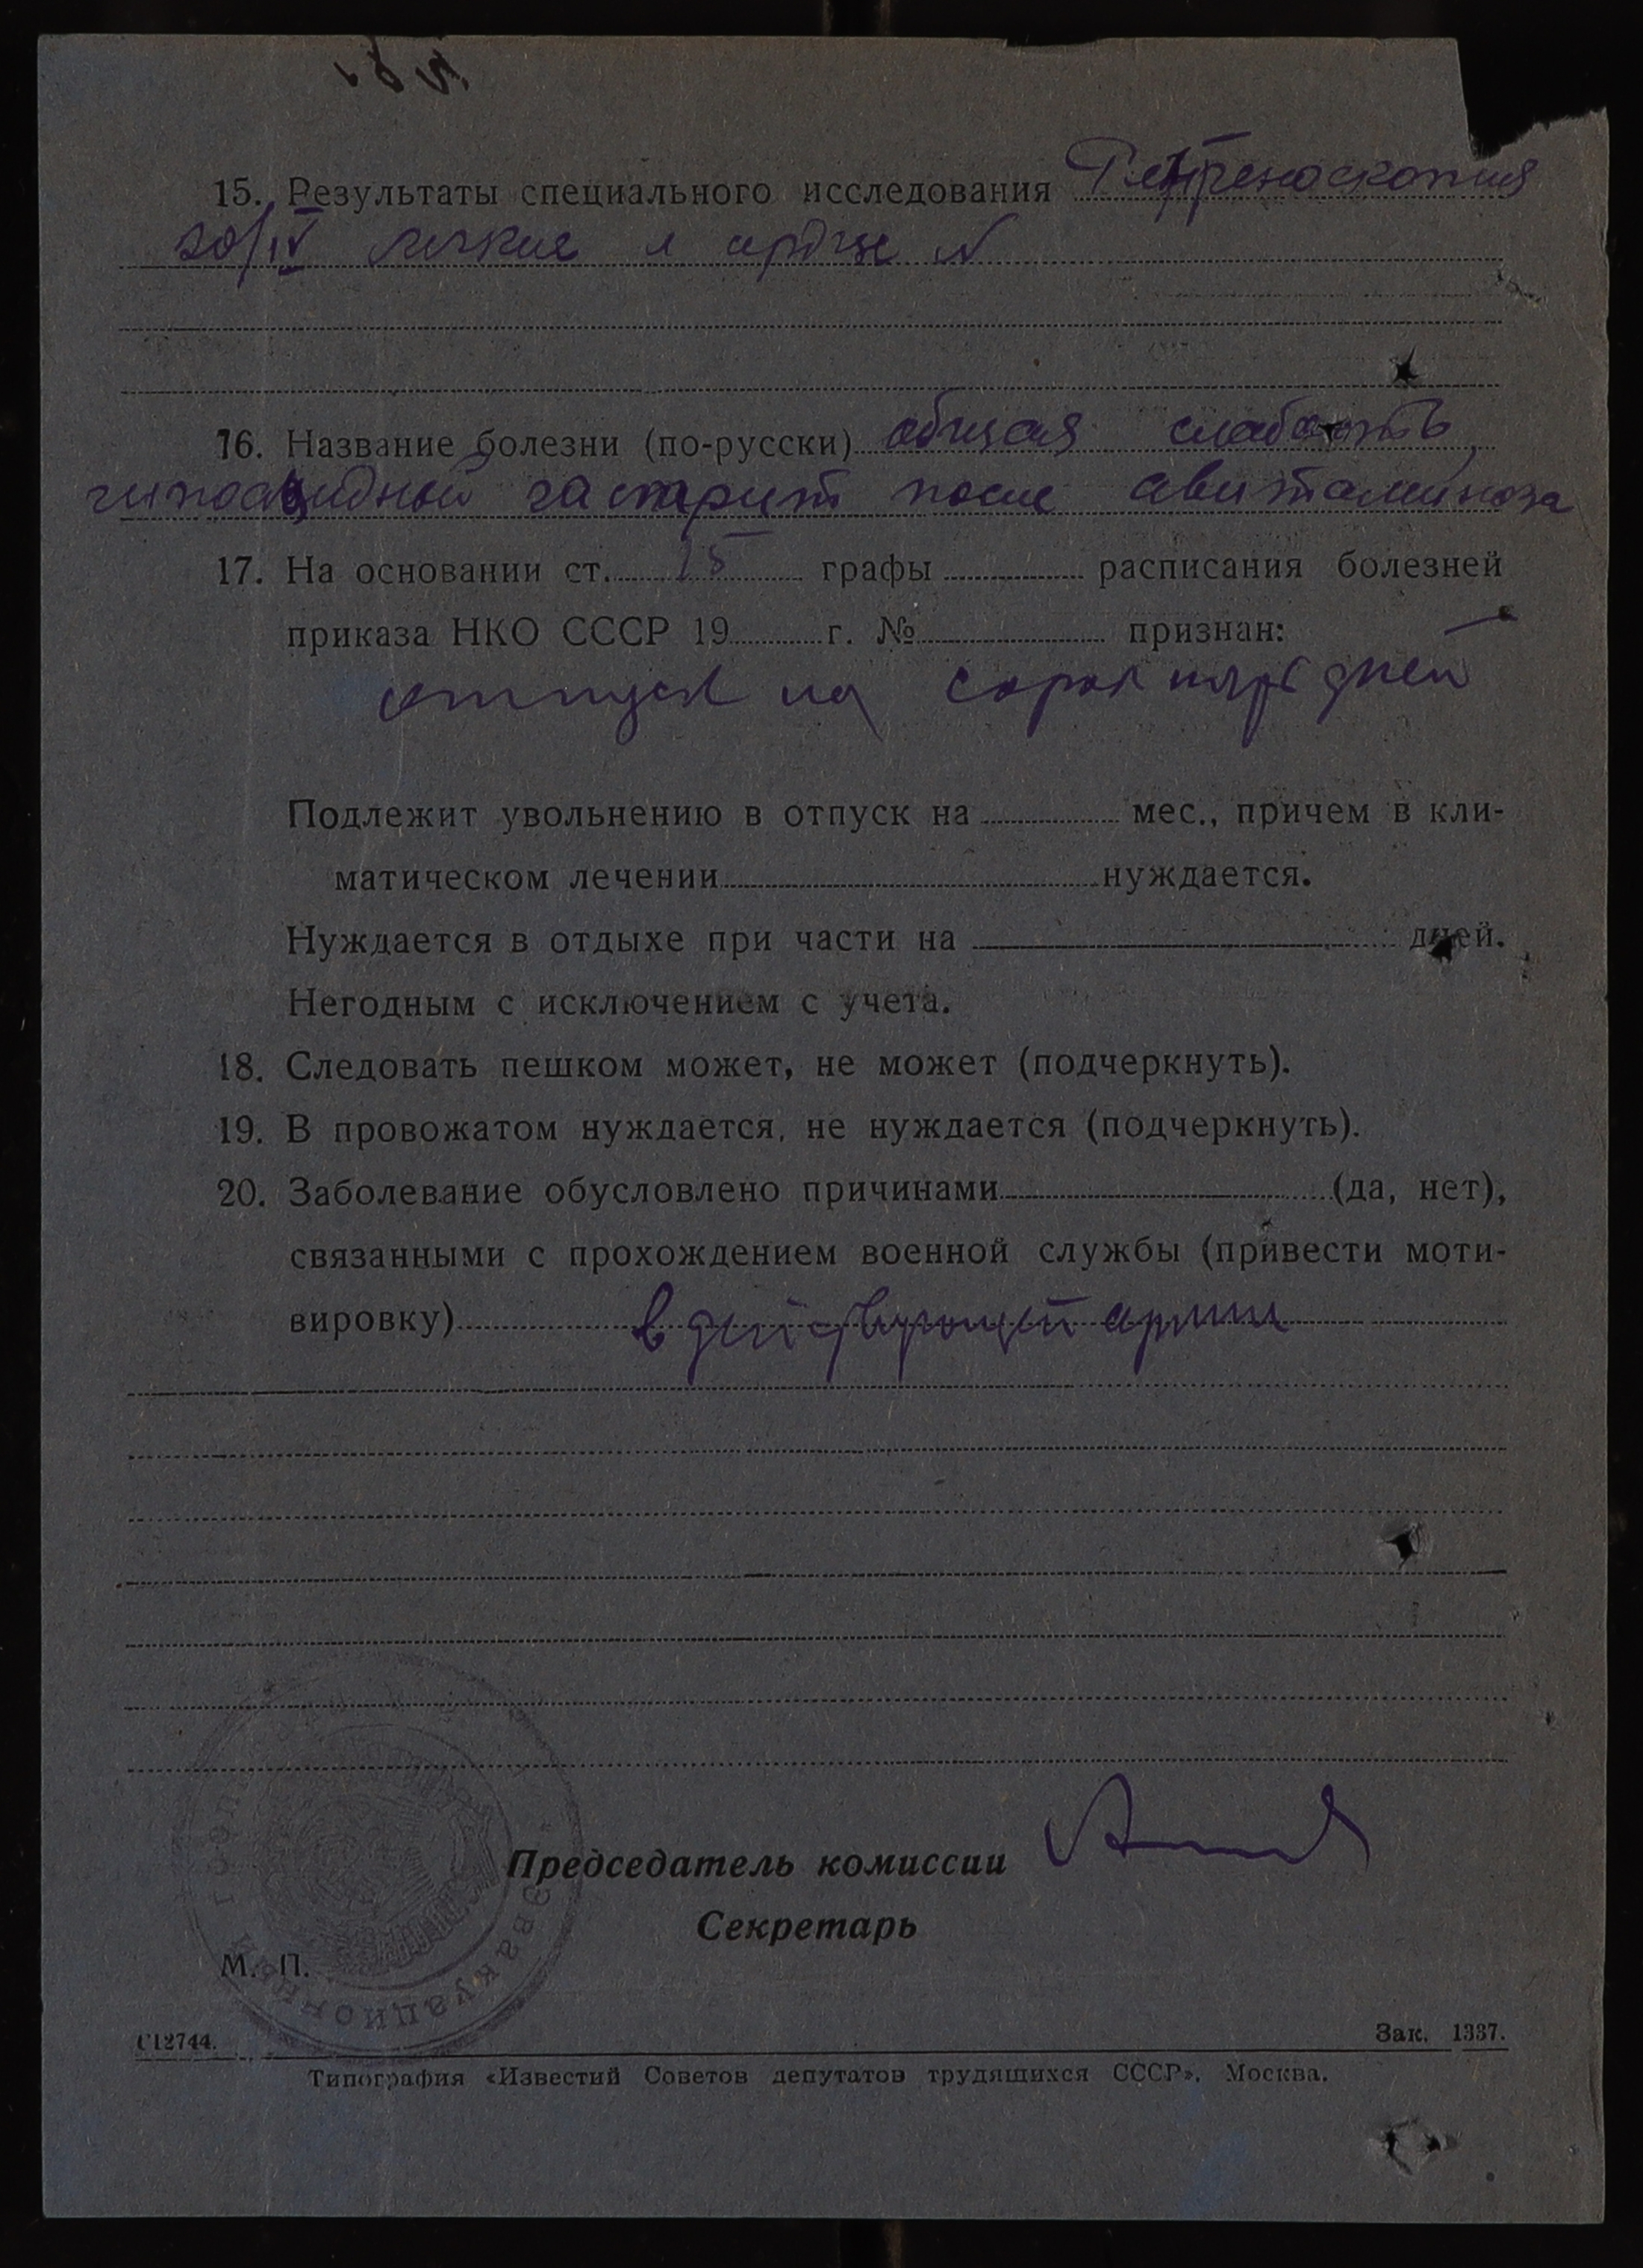 15. Результаты специального исследования Рентгеноскопия
20/IV легкие и сердце N
16. Название болезни (по-русски) общая слабость,
гипоацидный гастрит после авитаминоза
17. На основании ст. 15 графы расписания болезней
приказа НКО СССР 19 г. № признан:
отпуск на сорок пять дней
Подлежит увольнению в отпуск на мес., причем в кли-
матическом лечении нуждается.
Нуждается в отдыхе при части на дней.
Негодным с исключением с учета.
18. Следовать пешком может, не может (подчеркнуть).
19. В провожатом нуждается, не нуждается (подчеркнуть).
20. Заболевание обусловлено причинами (да, нет),
связанными с прохождением военной службы (привести моти-
вировку) в действующей армии
Председатель комиссии
Секретарь
М. П.
С12744. Зак. 1337.
Типография «Известий Советов депутатов трудящихся СССР». Москва.